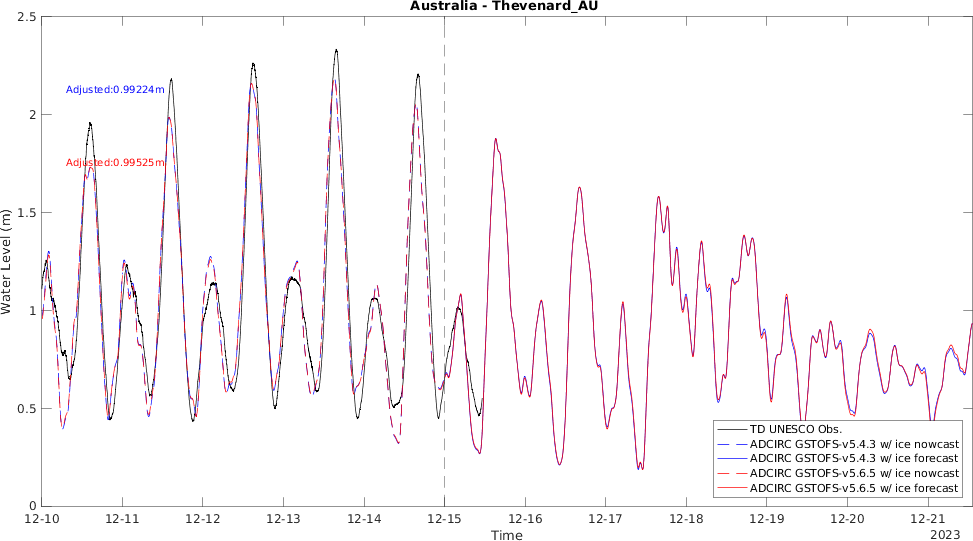 Australia - Thevenard_AU
2.5
2
1.5
1
0.5
0
Water Level (m)
Adjusted:0.99224m
Adjusted:0.99525m
TD UNESCO Obs.
ADCIRC GSTOFS-v5.4.3 w/ ice nowcast
ADCIRC GSTOFS-v5.4.3 w/ ice forecast
ADCIRC GSTOFS-v5.6.5 w/ ice nowcast
ADCIRC GSTOFS-v5.6.5 w/ ice forecast
12-10 12-11 12-12 12-13 12-14 12-15 12-16 12-17 12-18 12-19 12-20 12-21
Time
2023